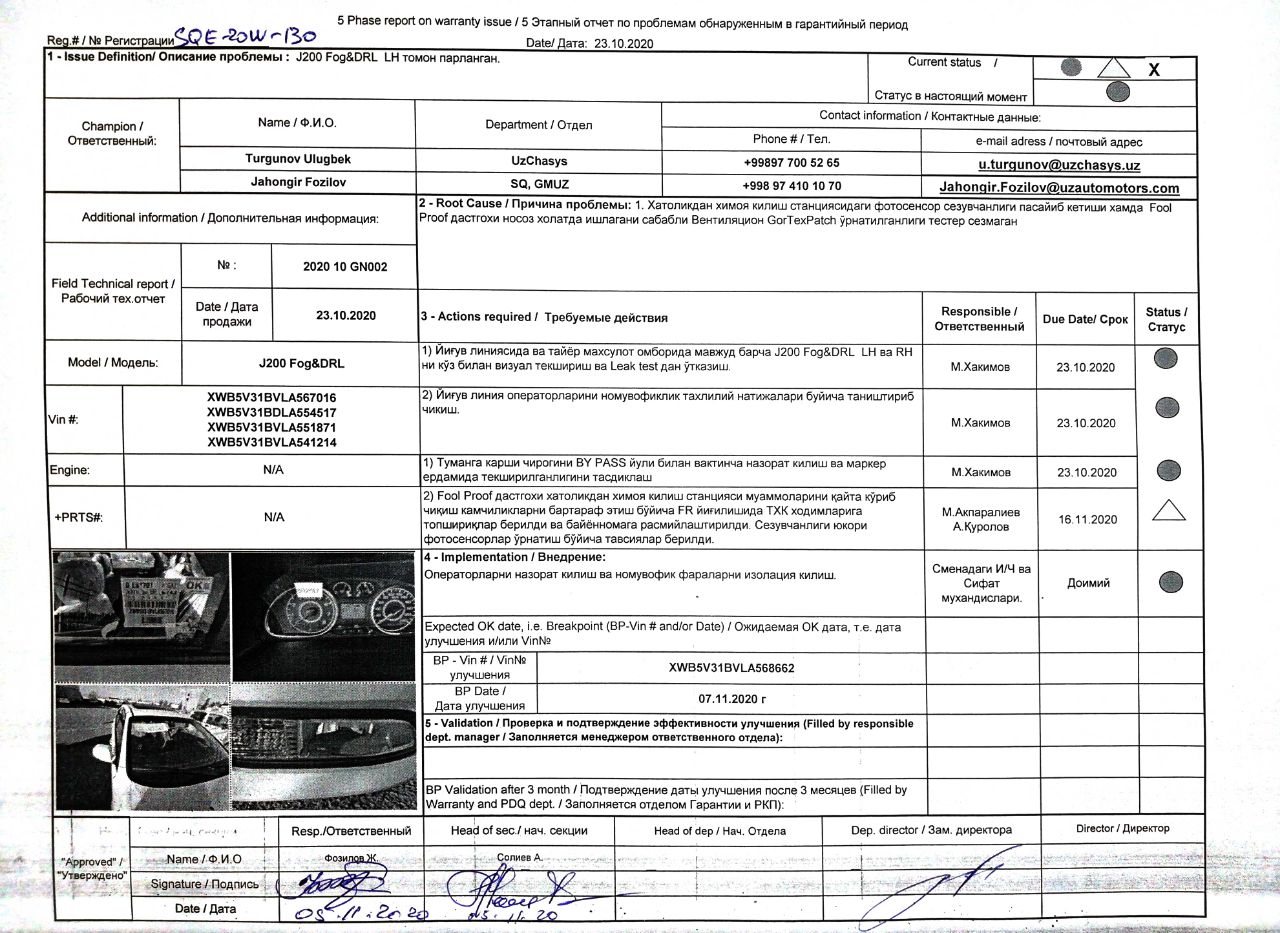 5 Phase report on warranty issue / 5 Этапный отчет по проблемам обнаруженным в гарантийный период
Reg.# / № Регистрации SQE-20W-130
Date/ Дата: 23.10.2020
1 - Issue Definition/ Описание проблемы : J200 Fog&DRL LH томон парланган.
Current status /
Статус в настоящий момент
X
Champion /
Ответственный:
Name / Ф.И.О.
Department / Отдел
Contact information / Контактные данные:
Phone # / Тел.
e-mail adress / почтовый адрес
Turgunov Ulugbek
UzChasys
+99897 700 52 65
u.turgunov@uzchasys.uz
Jahongir Fozilov
SQ, GMUZ
+998 97 410 10 70
Jahongir.Fozilov@uzautomotors.com
Additional information / Дополнительная информация:
2 - Root Cause / Причина проблемы: 1. Хатоликдан химоя килиш станциясидаги фотосенсор сезувчанлиги пасайиб кетиши хамда Fool
Proof дастгохи носоз холатда ишлагани сабабли Вентиляцион GorTexPatch ўрнатилганлиги тестер сезмаган
Field Technical report /
Рабочий тех.отчет
№ :
2020 10 GN002
Date / Дата
продажи
23.10.2020
3 - Actions required / Требуемые действия
Responsible /
Ответственный
Due Date/ Срок
Status /
Статус
Model / Модель:
J200 Fog&DRL
1) Йиғув линиясида ва тайёр махсулот омборида мавжуд барча J200 Fog&DRL LH ва RH
ни кўз билан визуал текшириш ва Leak test дан ўтказиш.
М.Хакимов
23.10.2020
Vin #:
XWB5V31BVLA567016
XWB5V31BDLA554517
XWB5V31BVLA551871
XWB5V31BVLA541214
2) Йиғув линия операторларини номувофиклик тахлилий натижалари буйича таништириб
чикиш.
М.Хакимов
23.10.2020
Engine:
N/A
1) Туманга карши чирогини BY PASS йули билан вактинча назорат килиш ва маркер
ердамида текширилганлигини тасдиклаш
М.Хакимов
23.10.2020
+PRTS#:
N/A
2) Fool Proof дастгохи хатоликдан химоя килиш станцияси муаммоларини қайта кўриб
чиқиш камчиликларни бартараф этиш бўйича FR йиғилишида ТХК ходимларига
топшириқлар берилди ва баённомага расмийлаштирилди. Сезувчанлиги юкори
фотосенсорлар ўрнатиш бўйича тавсиялар берилди.
М.Акпаралиев
А.Қуролов
16.11.2020
4 - Implementation / Внедрение:
Операторларни назорат килиш ва номувофик фараларни изоляция килиш.
Сменадаги И/Ч ва
Сифат
мухандислари.
Доимий
OK
Expected OK date, i.e. Breakpoint (BP-Vin # and/or Date) / Ожидаемая OK дата, т.е. дата
улучшения и/или Vin№
BP - Vin # / Vin№
улучшения
XWB5V31BVLA568662
BP Date /
Дата улучшения
07.11.2020 г
5 - Validation / Проверка и подтверждение эффективности улучшения (Filled by responsible
dept. manager / Заполняется менеджером ответственного отдела):
BP Validation after 3 month / Подтверждение даты улучшения после 3 месяцев (Filled by
Warranty and PDQ dept. / Заполняется отделом Гарантии и РКП):
"Approved" /
"Утверждено"
Resp./Ответственный
Head of sec./ нач. секции
Head of dep / Нач. Отдела
Dep. director / Зам. директора
Director / Директор
Name / Ф.И.О
Фозилов Ж.
Солиев А.
Signature / Подпись
Date / Дата
05.11.2020
05.11.20